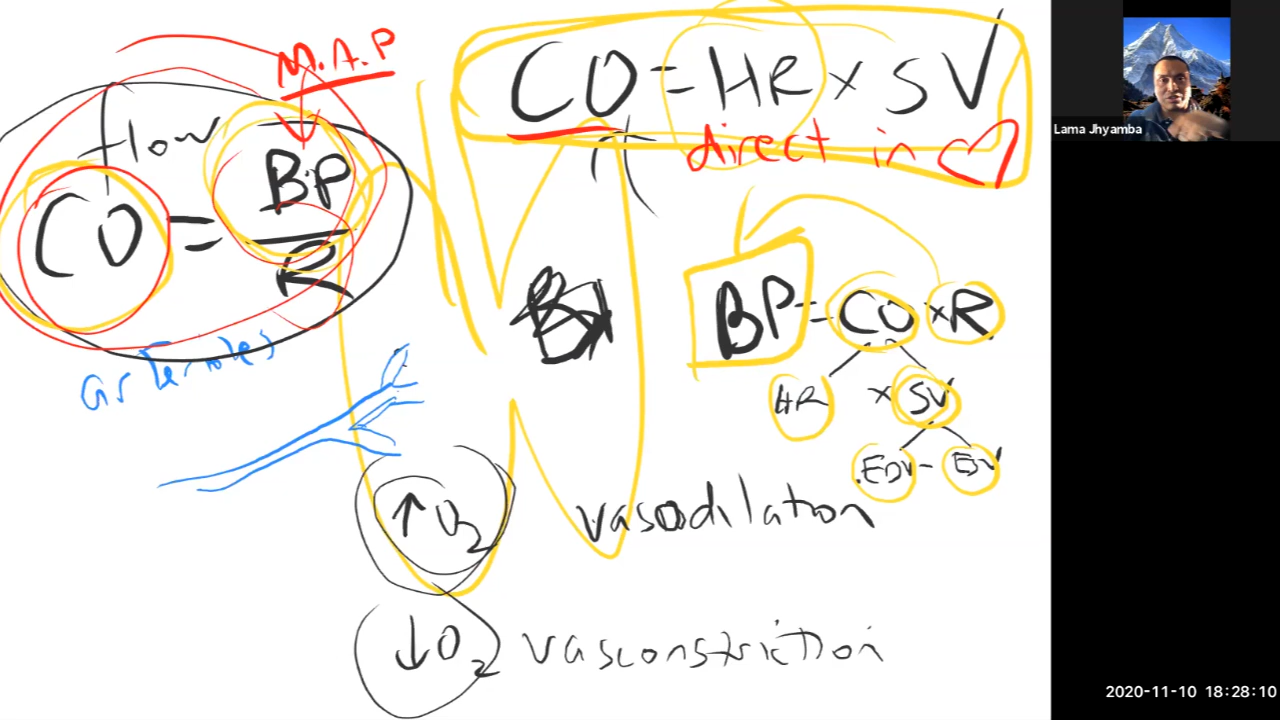 M.A.P
flow
CO = BP
R
arterioles
CO = HR x SV
direct in
BP = CO x R
HR x SV
EDV - ESV
↑O2 vasodilation
↓O2 vasconstriction
Lama Jhyamba
2020-11-10 18:28:10